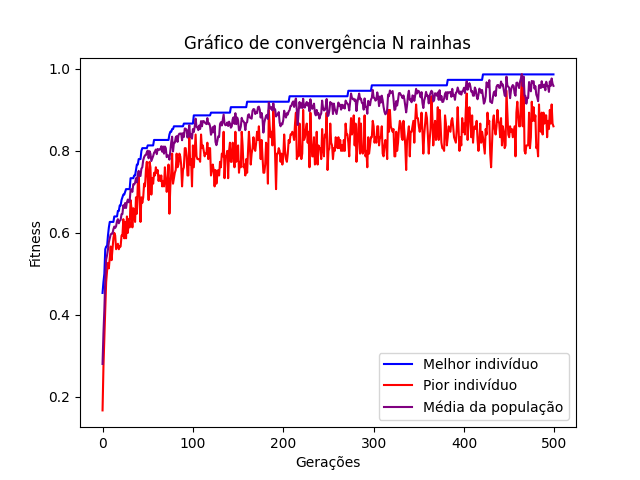 Gráfico de convergência N rainhas
1.0
0.8
0.6
0.4
0.2
Fitness
0
100
200
300
400
500
Gerações
Melhor indivíduo
Pior indivíduo
Média da população